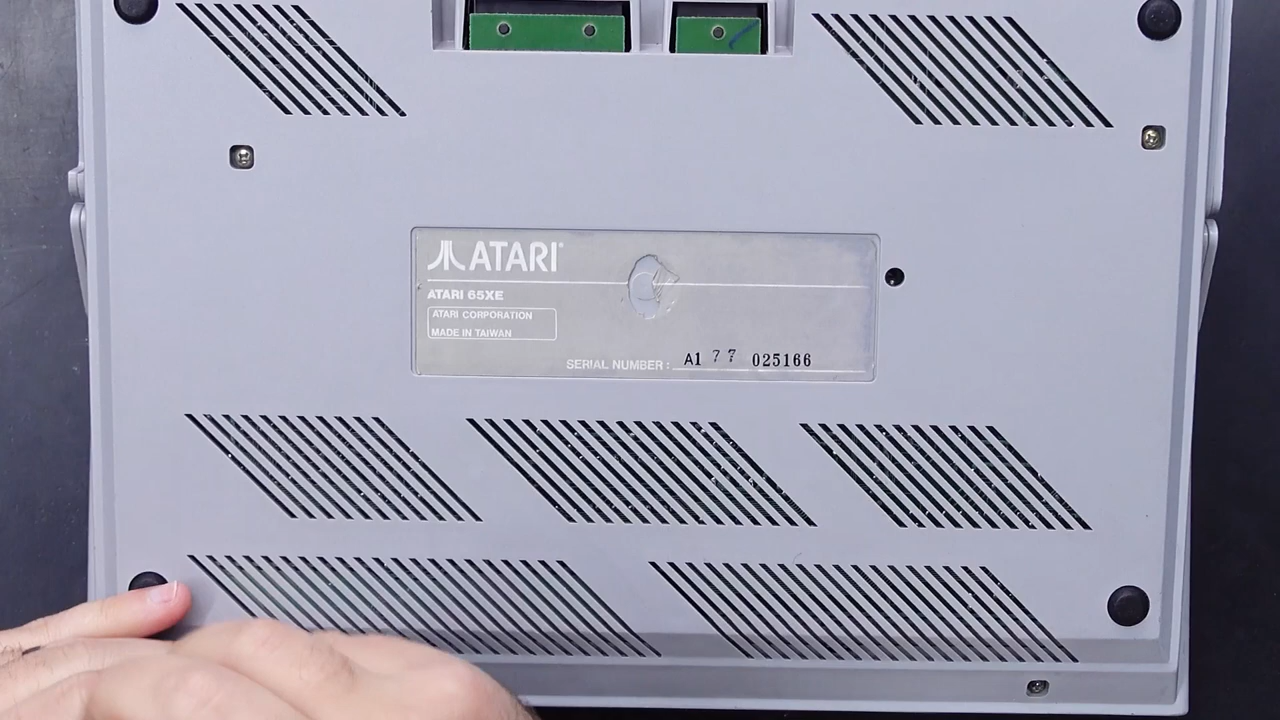 ATARI®
ATARI 65XE
ATARI CORPORATION
MADE IN TAIWAN
SERIAL NUMBER : A1 77 025166